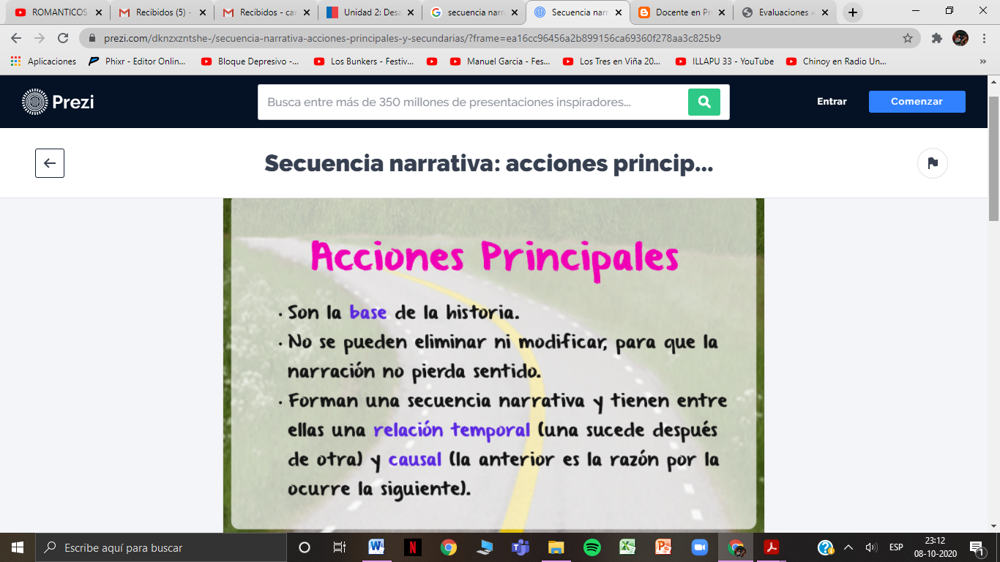 ROMANTICOS
Recibidos (5) -
Recibidos - car
Unidad 2: Desa
secuencia narra
Secuencia narr
Docente en Pr
Evaluaciones »
prezi.com/dknzxzntshe-/secuencia-narrativa-acciones-principales-y-secundarias/?frame=ea16cc96456a2b899156ca69360f278aa3c825b9
Aplicaciones
Phixr - Editor Onlin...
Bloque Depresivo -...
Los Bunkers - Festiv...
Manuel Garcia - Fes...
Los Tres en Viña 20...
ILLAPU 33 - YouTube
Chinoy en Radio Un...
»
Prezi
Busca entre más de 350 millones de presentaciones inspiradores...
Entrar
Comenzar
Secuencia narrativa: acciones princip...
Acciones Principales
· Son la base de la historia.
· No se pueden eliminar ni modificar, para que la
narración no pierda sentido.
· Forman una secuencia narrativa y tienen entre
ellas una relación temporal (una sucede después
de otra) y causal (la anterior es la razón por la
ocurre la siguiente).
Escribe aquí para buscar
ESP
23:12
08-10-2020
1